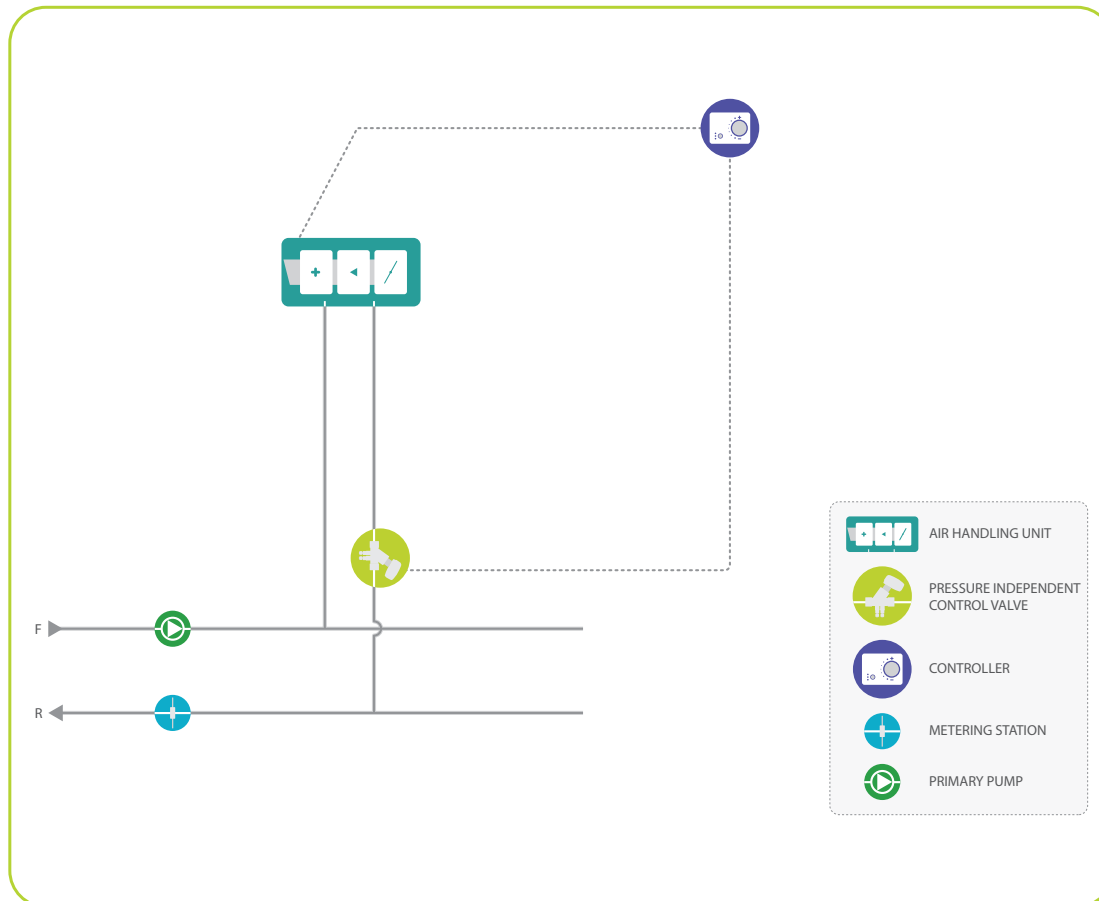 AIR HANDLING UNIT
PRESSURE INDEPENDENT
CONTROL VALVE
F
CONTROLLER
R
METERING STATION
PRIMARY PUMP